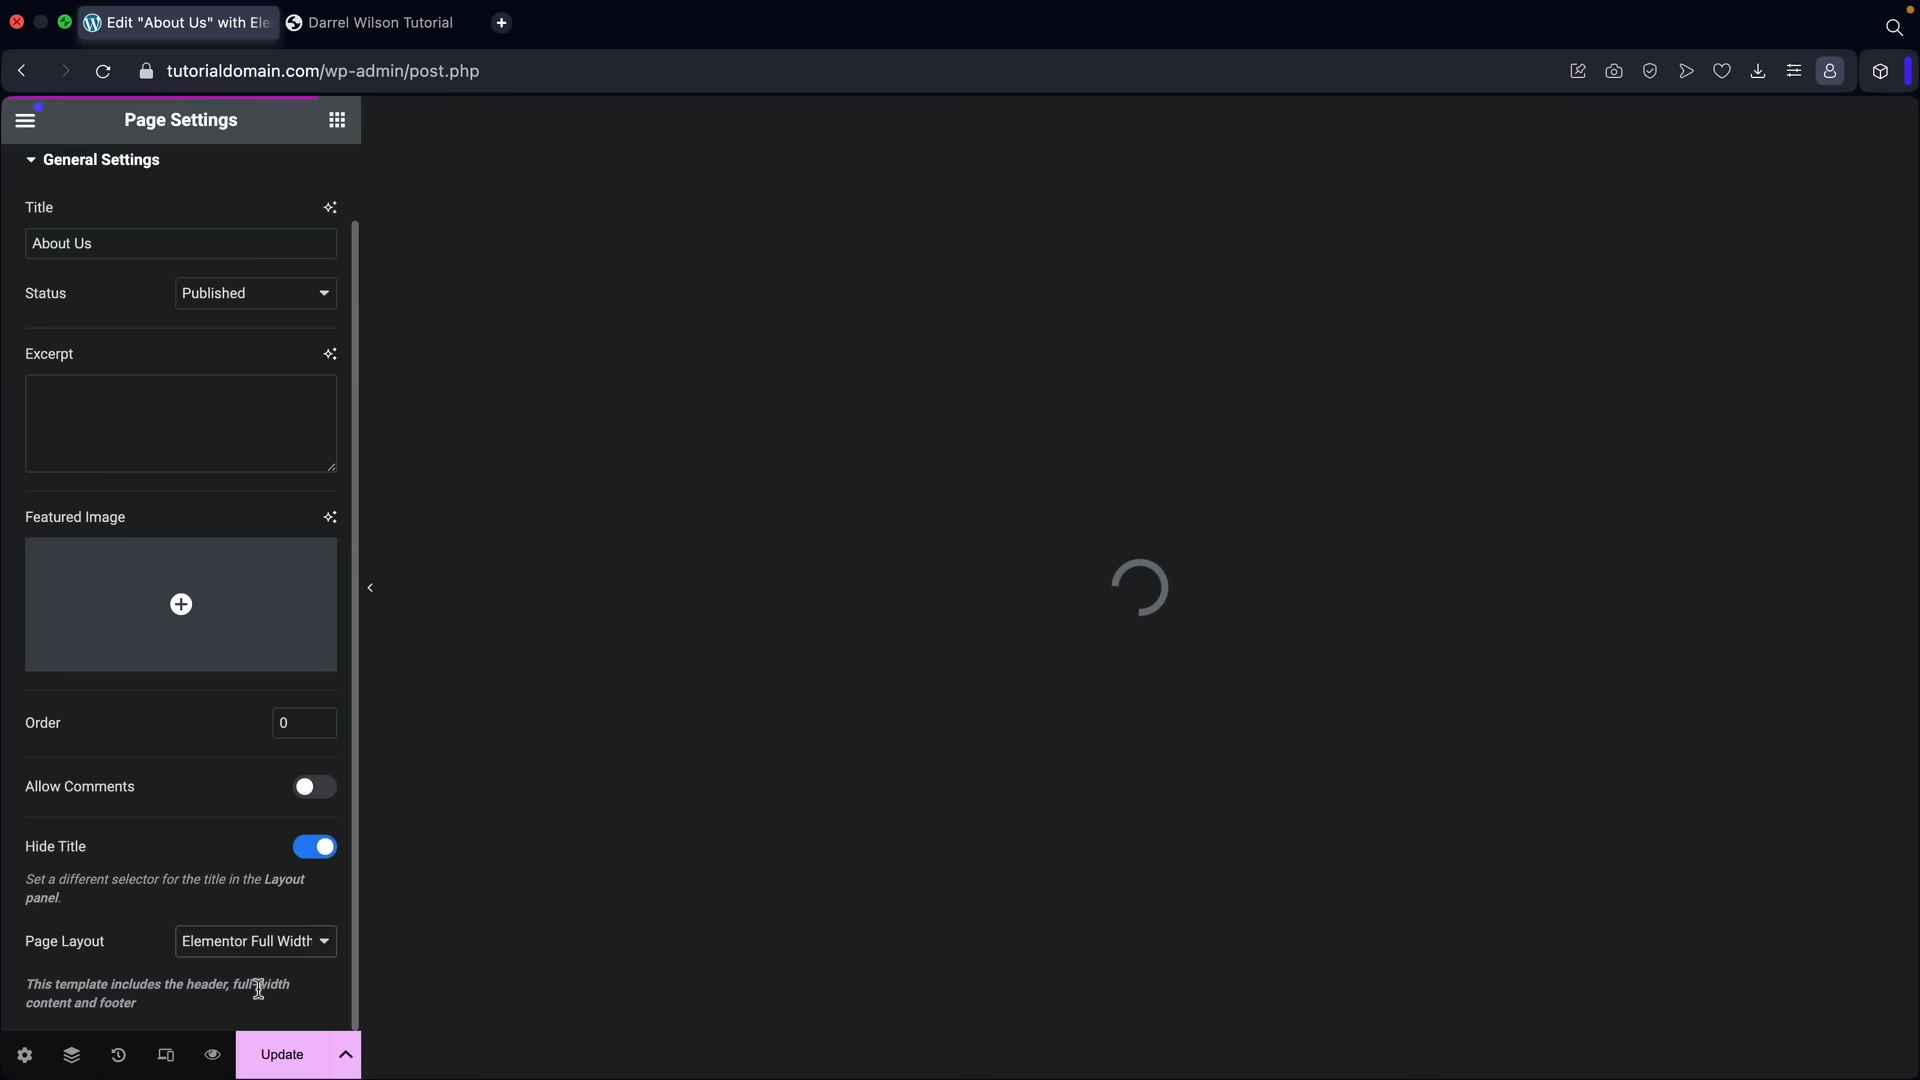 Edit "About Us" with Ele
Darrel Wilson Tutorial
tutorialdomain.com/wp-admin/post.php
Page Settings
General Settings
Title
About Us
Status
Published
Excerpt
Featured Image
Order
0
Allow Comments
Hide Title
Set a different selector for the title in the Layout
panel.
Page Layout
Elementor Full Width
This template includes the header, full width
content and footer
Update